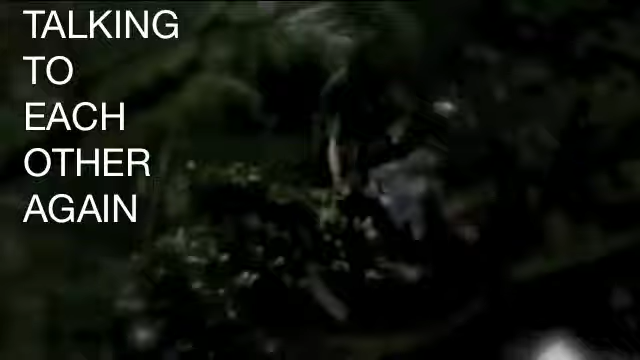 TALKING
TO
EACH
OTHER
AGAIN